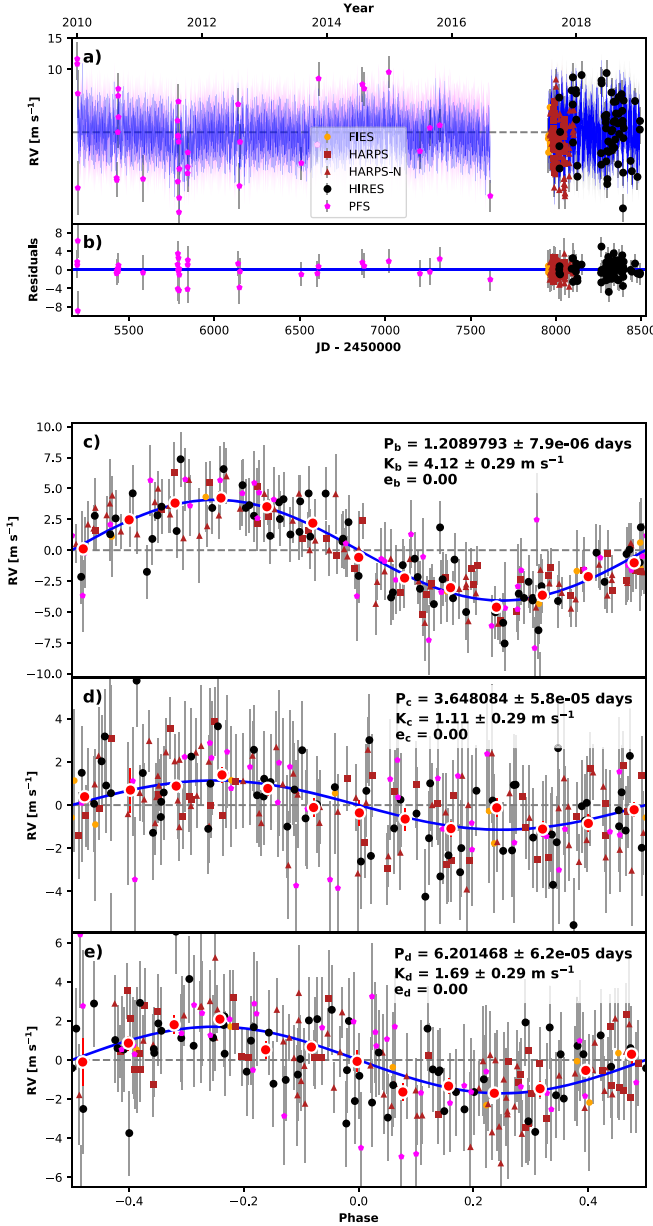 Year
2010 2012 2014 2016 2018
a)
15
10
RV [m s⁻¹]
FIES
HARPS
HARPS-N
HIRES
PFS
b)
8
4
0
−4
−8
Residuals
5500 6000 6500 7000 7500 8000 8500
JD - 2450000
c)
P_b = 1.2089793 ± 7.9e-06 days
K_b = 4.12 ± 0.29 m s⁻¹
e_b = 0.00
10.0
7.5
5.0
2.5
0.0
−2.5
−5.0
−7.5
−10.0
RV [m s⁻¹]
d)
P_c = 3.648084 ± 5.8e-05 days
K_c = 1.11 ± 0.29 m s⁻¹
e_c = 0.00
4
2
0
−2
−4
RV [m s⁻¹]
e)
P_d = 6.201468 ± 6.2e-05 days
K_d = 1.69 ± 0.29 m s⁻¹
e_d = 0.00
6
4
2
0
−2
−4
−6
RV [m s⁻¹]
−0.4 −0.2 0.0 0.2 0.4
Phase